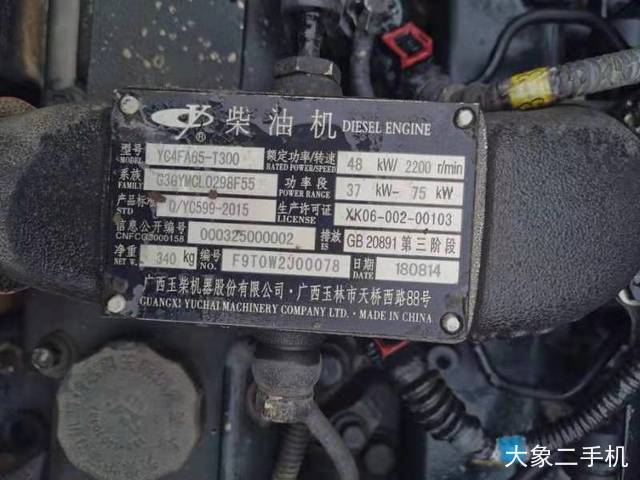 柴油机 DIESEL ENGINE
型号 MODEL YC4FA65-T300 额定功率/转速 RATED POWER/SPEED 48 kW/ 2200 r/min
系族 FAMILY G3GYMCL0298F55 功率段 POWER RANGE 37 kW- 75 kW
产品标准 STD Q/YC599-2015 生产许可证 LICENSE XK06-002-00103
信息公开编号 000325000002 排放 GB 20891 第三阶段
净重 NET W. 340 kg 编号 NO. F9T0W2J00078 日期 DATE 180814
广西玉柴机器股份有限公司·广西玉林市天桥西路88号
GUANGXI YUCHAI MACHINERY COMPANY LTD. · MADE IN CHINA
大象二手机